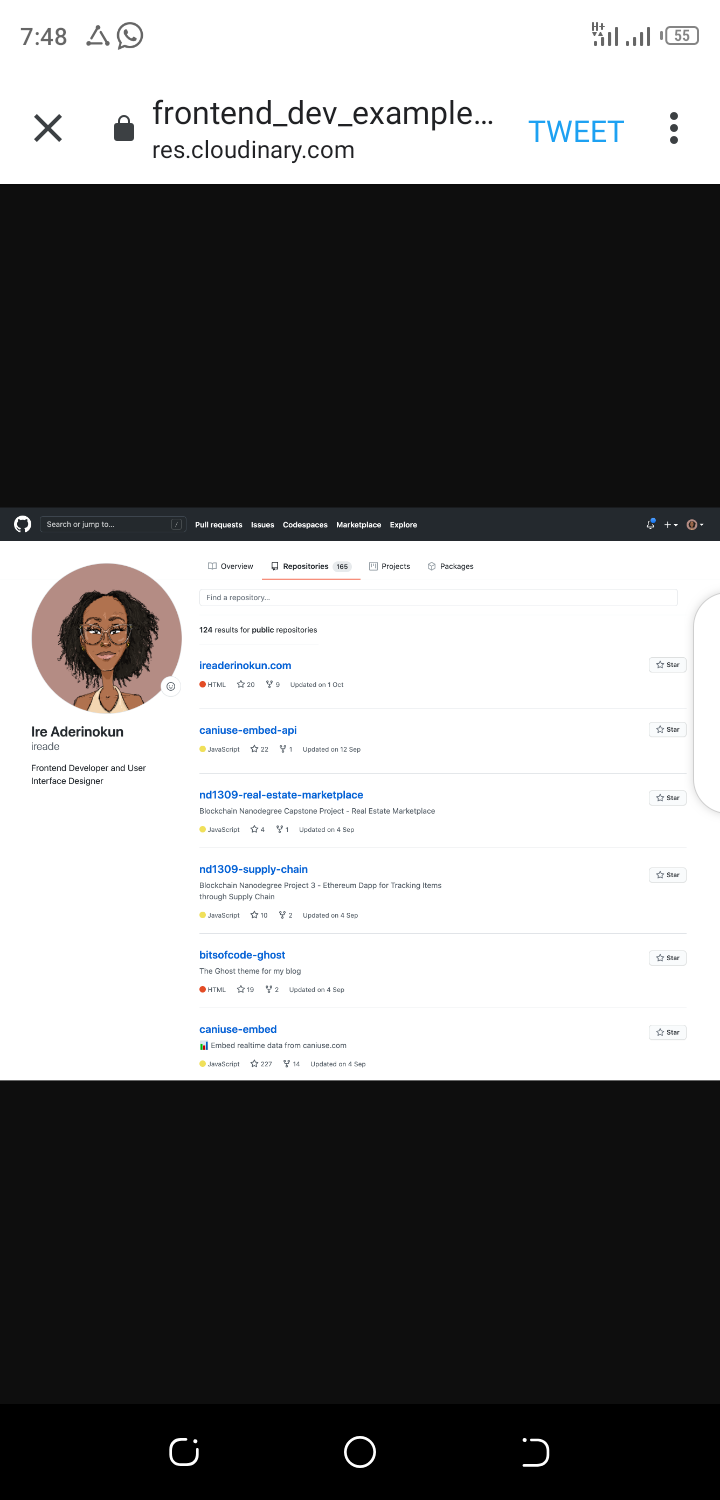 7:48
H+
55
frontend_dev_example...
TWEET
res.cloudinary.com
Search or jump to...
/
Pull requests Issues Codespaces Marketplace Explore
Overview Repositories 165 Projects Packages
Find a repository...
124 results for public repositories
Ire Aderinokun
ireade
Frontend Developer and User
Interface Designer
ireaderinokun.com
Star
HTML 20 9 Updated on 1 Oct
caniuse-embed-api
Star
JavaScript 22 1 Updated on 12 Sep
nd1309-real-estate-marketplace
Star
Blockchain Nanodegree Capstone Project - Real Estate Marketplace
JavaScript 4 1 Updated on 4 Sep
nd1309-supply-chain
Star
Blockchain Nanodegree Project 3 - Ethereum Dapp for Tracking Items
through Supply Chain
JavaScript 10 2 Updated on 4 Sep
bitsofcode-ghost
Star
The Ghost theme for my blog
HTML 19 2 Updated on 4 Sep
caniuse-embed
Star
Embed realtime data from caniuse.com
JavaScript 227 14 Updated on 4 Sep